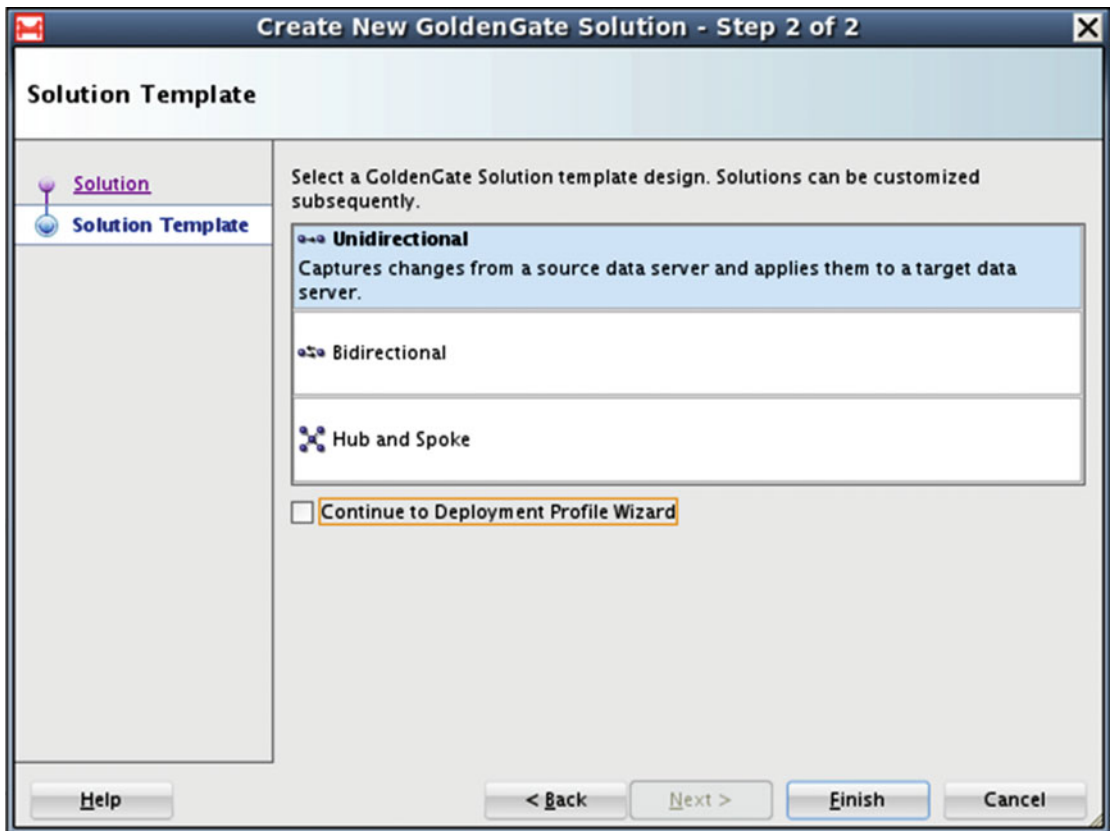 Create New GoldenGate Solution - Step 2 of 2
Solution Template
Solution
Solution Template
Select a GoldenGate Solution template design. Solutions can be customized
subsequently.
Unidirectional
Captures changes from a source data server and applies them to a target data
server.
Bidirectional
Hub and Spoke
Continue to Deployment Profile Wizard
Help
< Back
Next >
Finish
Cancel